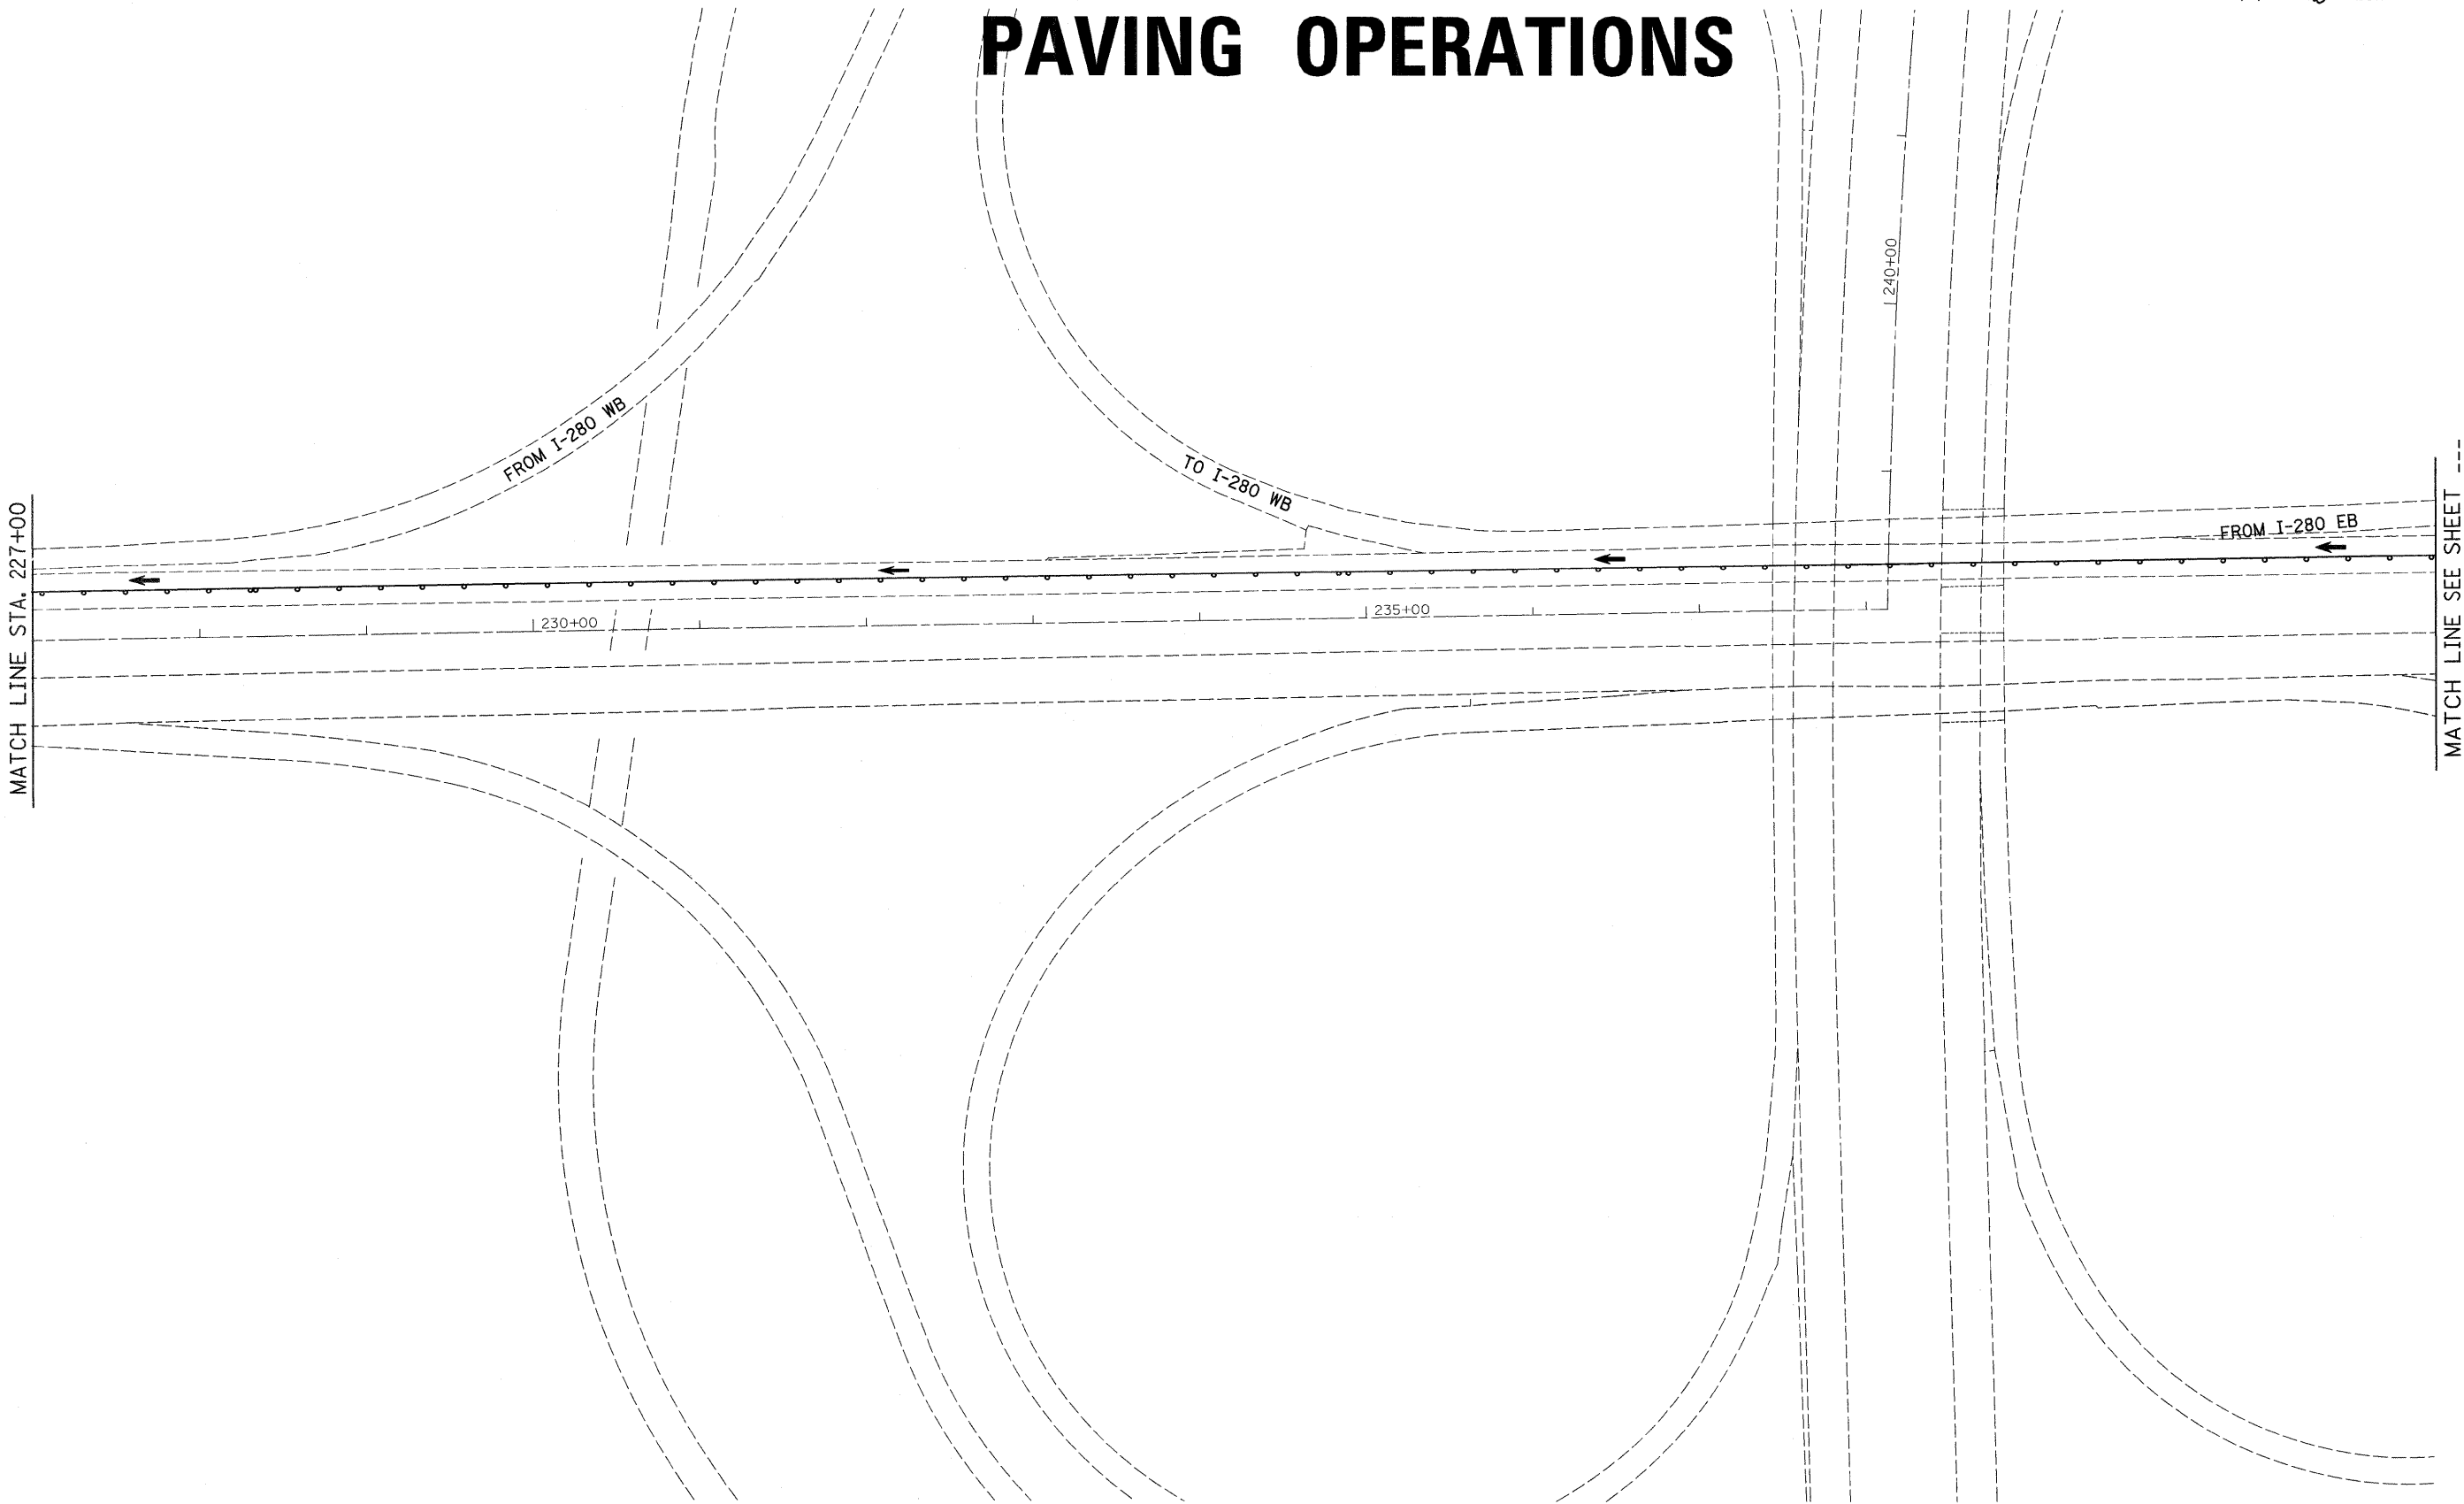 PAVING OPERATIONS
240+00
FROM I-280 WB
TO I-280 WB
FROM I-280 EB
MATCH LINE STA. 227+00
230+00
235+00
MATCH LINE SEE SHEET ---